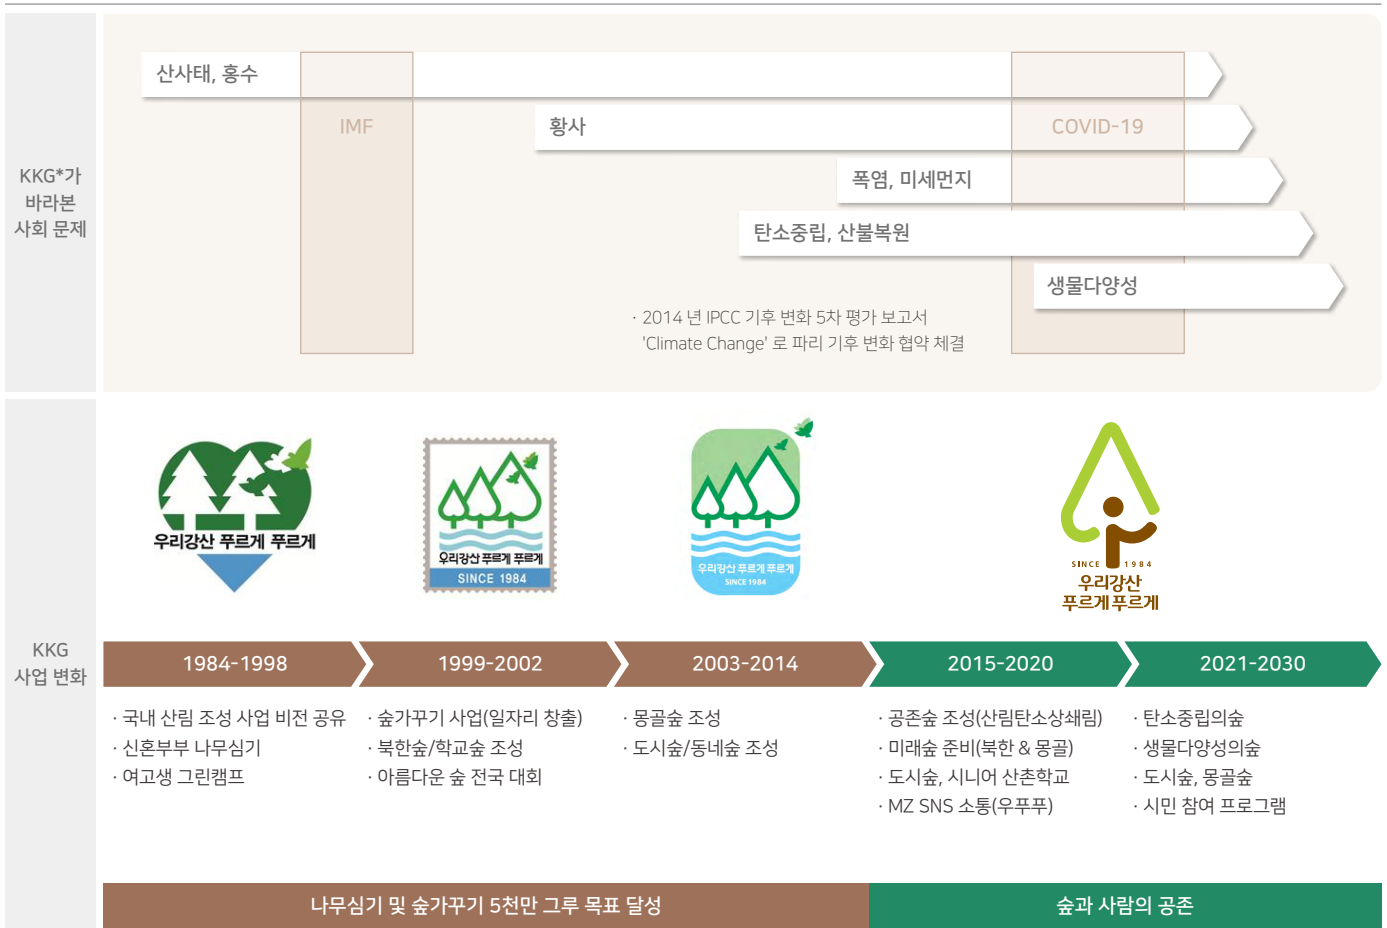 KKG*가
바라본
사회 문제
산사태, 홍수
IMF
황사
COVID-19
폭염, 미세먼지
탄소중립, 산불복원
생물다양성
· 2014 년 IPCC 기후 변화 5차 평가 보고서
'Climate Change' 로 파리 기후 변화 협약 체결
KKG
사업 변화
우리강산 푸르게 푸르게
우리강산 푸르게 푸르게
SINCE 1984
우리강산 푸르게 푸르게
SINCE 1984
SINCE 1984
우리강산
푸르게 푸르게
1984-1998
· 국내 산림 조성 사업 비전 공유
· 신혼부부 나무심기
· 여고생 그린캠프
1999-2002
· 숲가꾸기 사업(일자리 창출)
· 북한숲/학교숲 조성
· 아름다운 숲 전국 대회
2003-2014
· 몽골숲 조성
· 도시숲/동네숲 조성
2015-2020
· 공존숲 조성(산림탄소상쇄림)
· 미래숲 준비(북한 & 몽골)
· 도시숲, 시니어 산촌학교
· MZ SNS 소통(우푸푸)
2021-2030
· 탄소중립의숲
· 생물다양성의숲
· 도시숲, 몽골숲
· 시민 참여 프로그램
나무심기 및 숲가꾸기 5천만 그루 목표 달성
숲과 사람의 공존